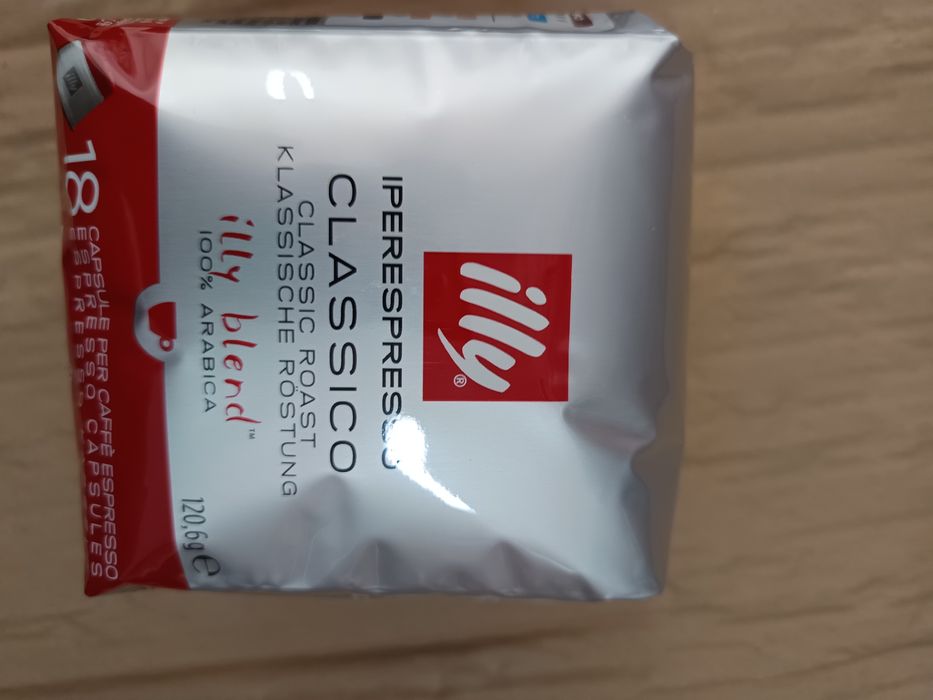 illy®
IPERESPRESSO
CLASSICO
CLASSIC ROAST
KLASSISCHE RÖSTUNG
illy blend™
100% ARABICA
120,6g e
18
CAPSULE PER CAFFÈ ESPRESSO
ESPRESSO CAPSULES